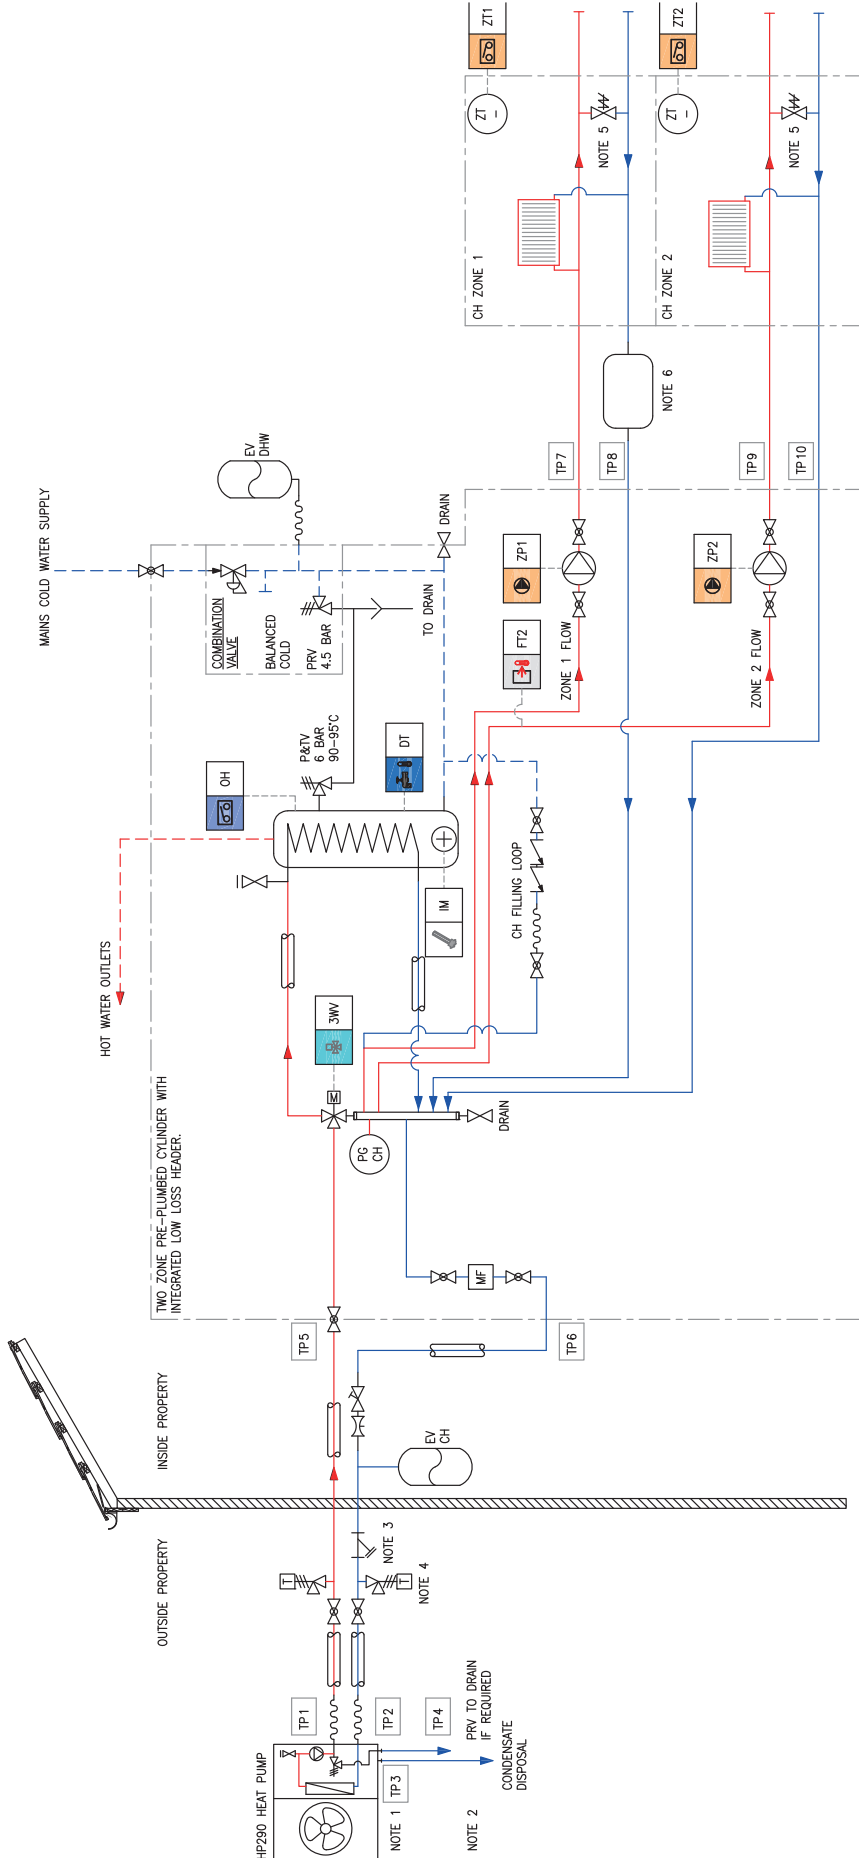 ZT1
ZT2
ZT
–
ZT
–
NOTE 5
NOTE 5
CH ZONE 1
CH ZONE 2
NOTE 6
TP7
TP8
TP9
TP10
MAINS COLD WATER SUPPLY
EV
DHW
DRAIN
COMBINATION
VALVE
BALANCED
COLD
PRV
4.5 BAR
TO DRAIN
ZP1
ZP2
FT2
ZONE 1 FLOW
ZONE 2 FLOW
P&TV
6 BAR
90-95°C
OH
DT
IM
CH FILLING LOOP
HOT WATER OUTLETS
3WV
M
PG
CH
DRAIN
TWO ZONE PRE-PLUMBED CYLINDER WITH
INTEGRATED LOW LOSS HEADER.
MF
TP5
TP6
INSIDE PROPERTY
EV
CH
OUTSIDE PROPERTY
NOTE 3
T
T
NOTE 4
TP1
TP2
TP4
PRV TO DRAIN
IF REQUIRED
CONDENSATE
DISPOSAL
HP290 HEAT PUMP
TP3
NOTE 1
NOTE 2